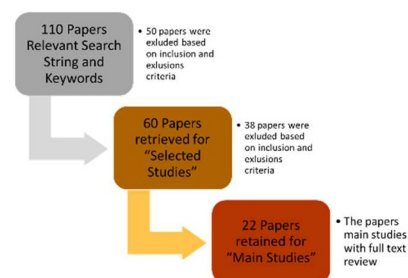 110 Papers
Relevant Search
String and
Keywords
• 50 papers were
exluded based
on inclusion and
exlusions
criteria
60 Papers
retrieved for
“Selected
Studies”
• 38 papers were
exluded based
on inclusion and
exlusions
criteria
22 Papers
retained for
“Main Studies”
• The papers
main studies
with full text
review